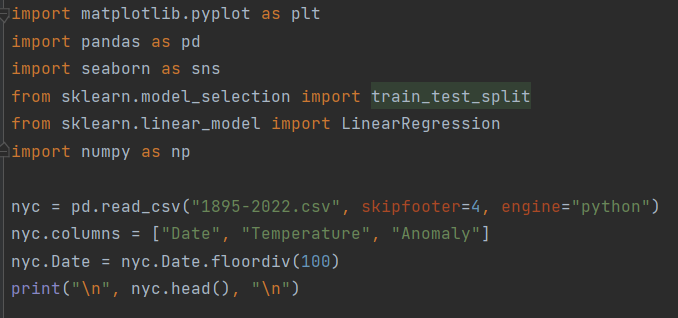 import matplotlib.pyplot as plt
import pandas as pd
import seaborn as sns
from sklearn.model_selection import train_test_split
from sklearn.linear_model import LinearRegression
import numpy as np
nyc = pd.read_csv("1895-2022.csv", skipfooter=4, engine="python")
nyc.columns = ["Date", "Temperature", "Anomaly"]
nyc.Date = nyc.Date.floordiv(100)
print("\n", nyc.head(), "\n")